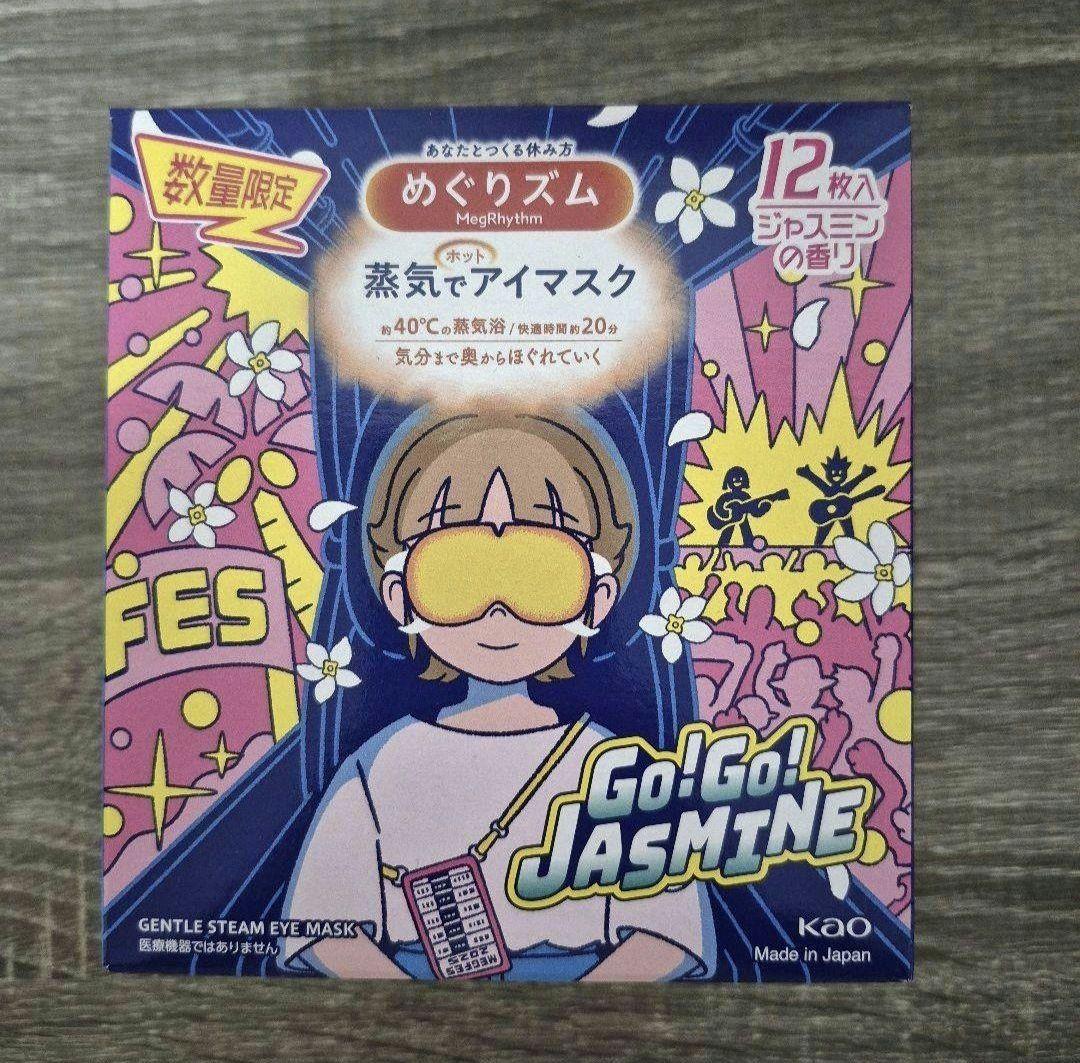 数量限定
あなたとつくる休み方
めぐりズム
MegRhythm
12枚入
ジャスミン
の香り
ホット
蒸気でアイマスク
約40℃の蒸気浴/快適時間約20分
気分まで奥からほぐれていく
FES
Go!Go!
JASMINE
MEGFES
2025
GENTLE STEAM EYE MASK
医療機器ではありません
Kao
Made in Japan